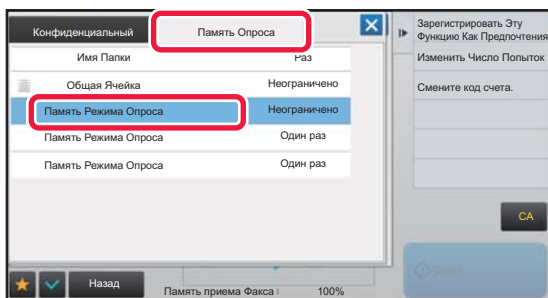 Конфиденциальный
Память Опроса
Имя Папки
Раз
Общая Ячейка
Неограничено
Память Режима Опроса
Неограничено
Память Режима Опроса
Один раз
Память Режима Опроса
Один раз
Назад
Память приема Факса :
100%
Зарегистрировать Эту
Функцию Как Предпочтения
Изменить Число Попыток
Смените код счета.
CA
Старт